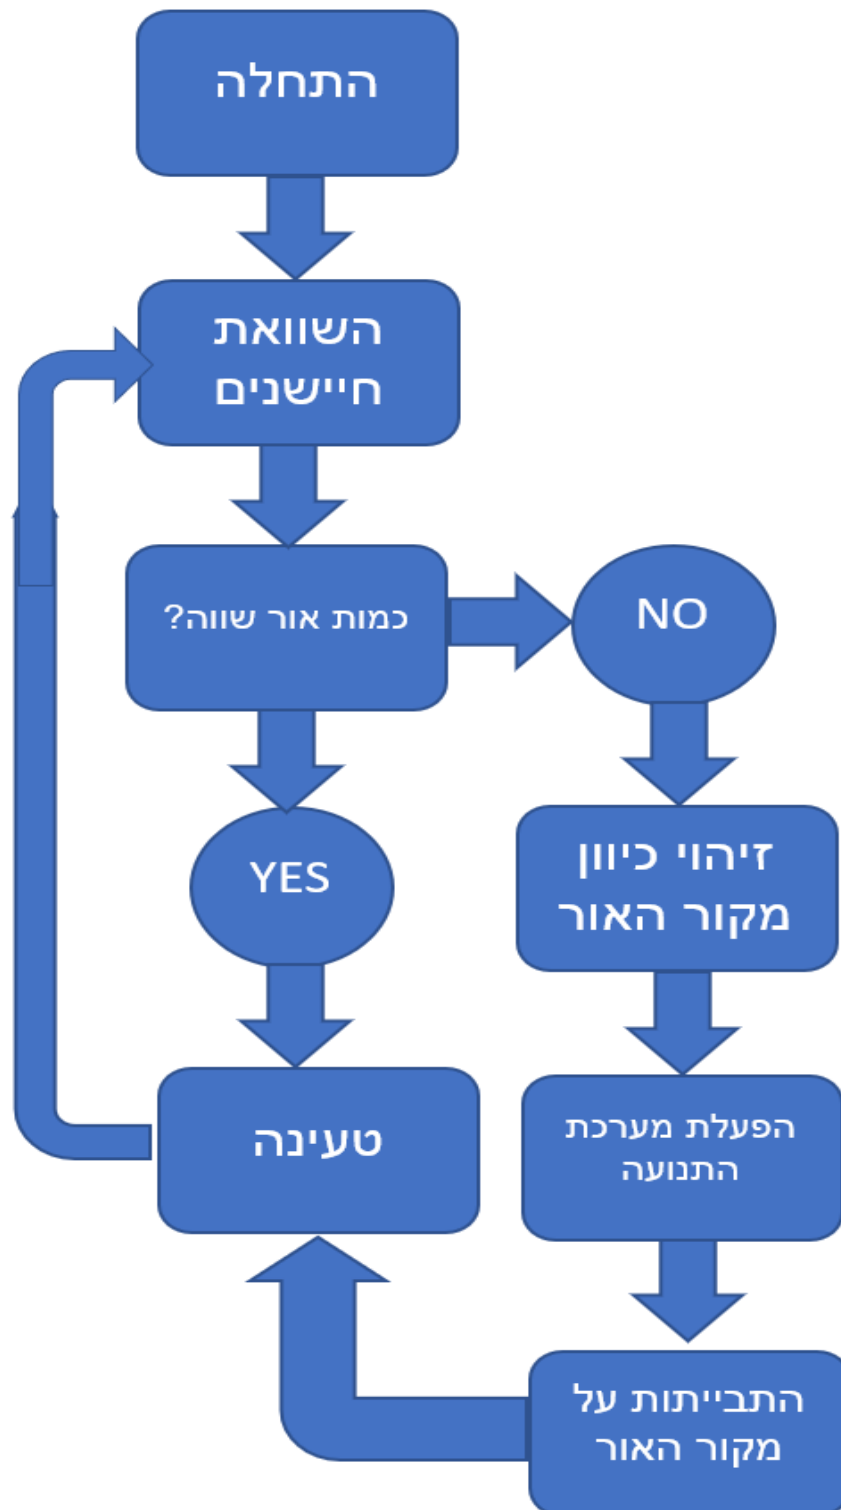 התחלה
השוואת
חיישנים
כמות אור שווה?
NO
YES
זיהוי כיוון
מקור האור
הפעלת מערכת
התנועה
טעינה
התבייתות על
מקור האור